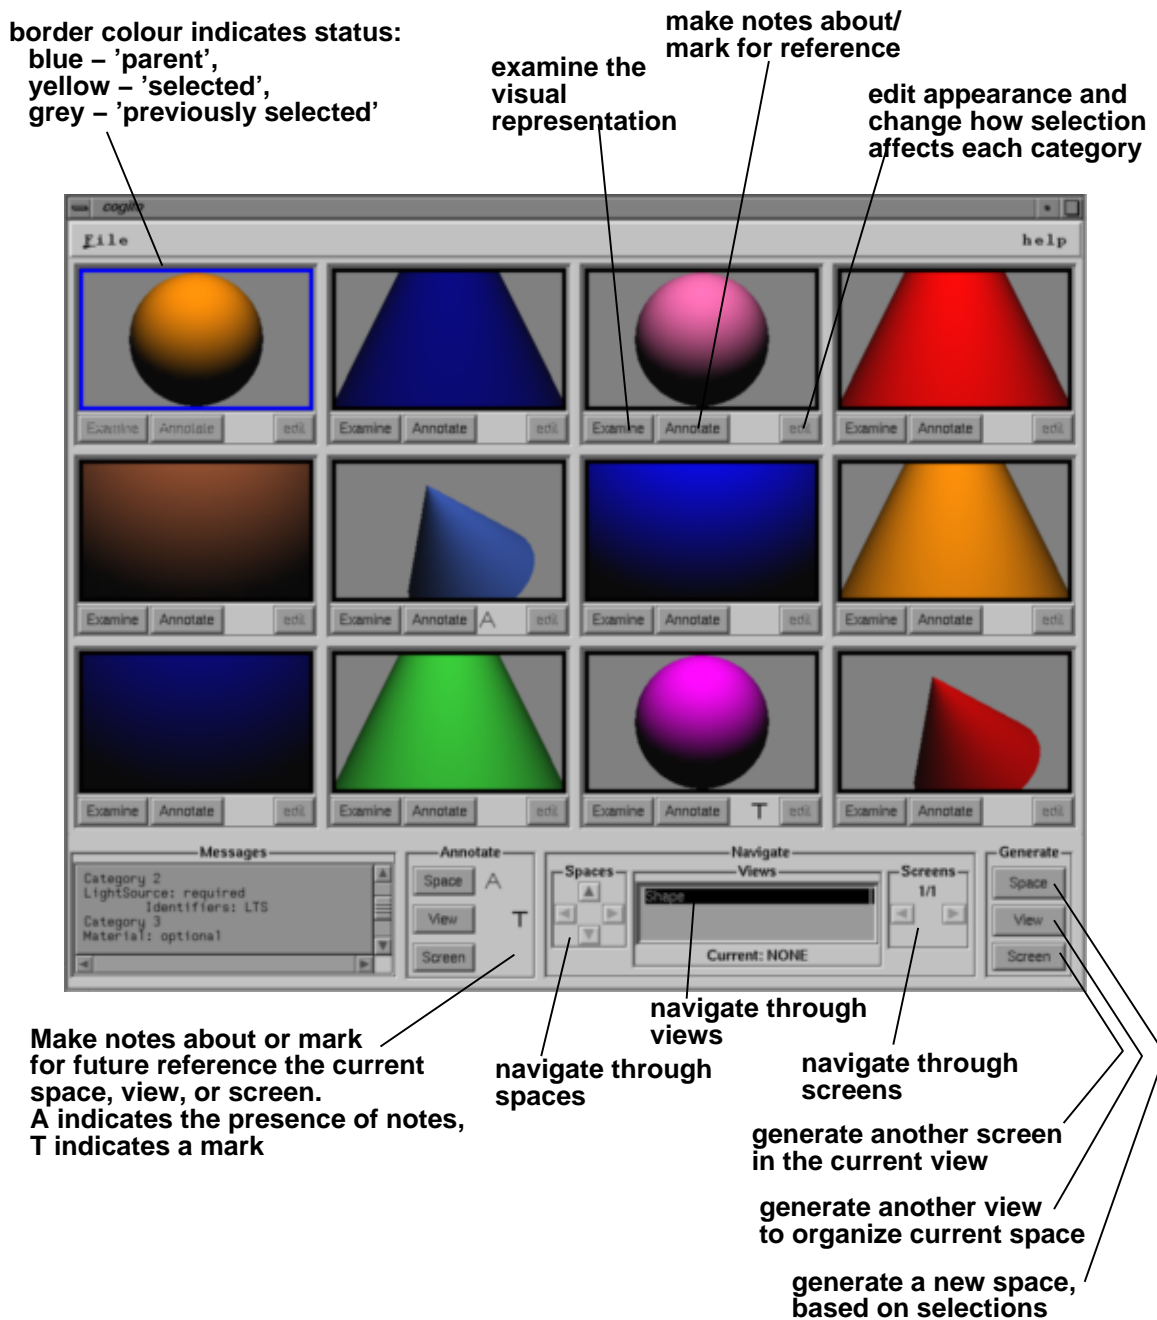 border colour indicates status:
blue – ’parent’,
yellow – ’selected’,
grey – ’previously selected’
examine the
visual
representation
make notes about/
mark for reference
edit appearance and
change how selection
affects each category
cogito
File help
Examine Annotate edit Examine Annotate edit Examine Annotate edit Examine Annotate edit
Examine Annotate edit Examine Annotate A edit Examine Annotate edit Examine Annotate edit
Examine Annotate edit Examine Annotate edit Examine Annotate T edit Examine Annotate edit
Messages
Category 2
LightSource: required
Identifiers: LTS
Category 3
Material: optional
Annotate
Space A
View T
Screen
Navigate
Spaces
Views
Shape
Current: NONE
Screens
1/1
Generate
Space
View
Screen
Make notes about or mark
for future reference the current
space, view, or screen.
A indicates the presence of notes,
T indicates a mark
navigate through
spaces
navigate through
views
navigate through
screens
generate another screen
in the current view
generate another view
to organize current space
generate a new space,
based on selections